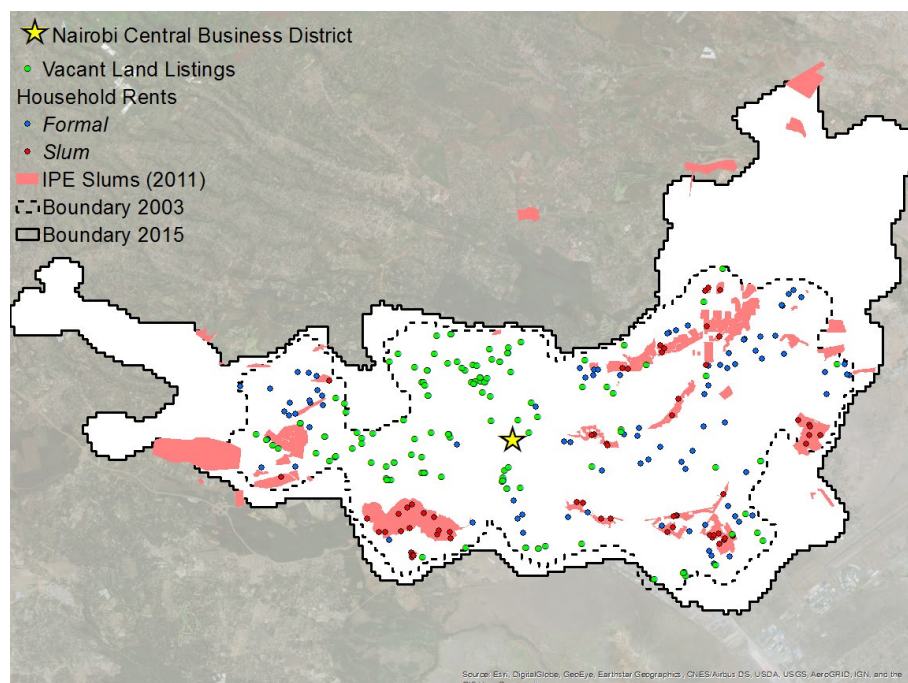 Nairobi Central Business District
Vacant Land Listings
Household Rents
Formal
Slum
IPE Slums (2011)
Boundary 2003
Boundary 2015
Source: Esri, DigitalGlobe, GeoEye, Earthstar Geographics, CNES/Airbus DS, USDA, USGS, AeroGRID, IGN, and the